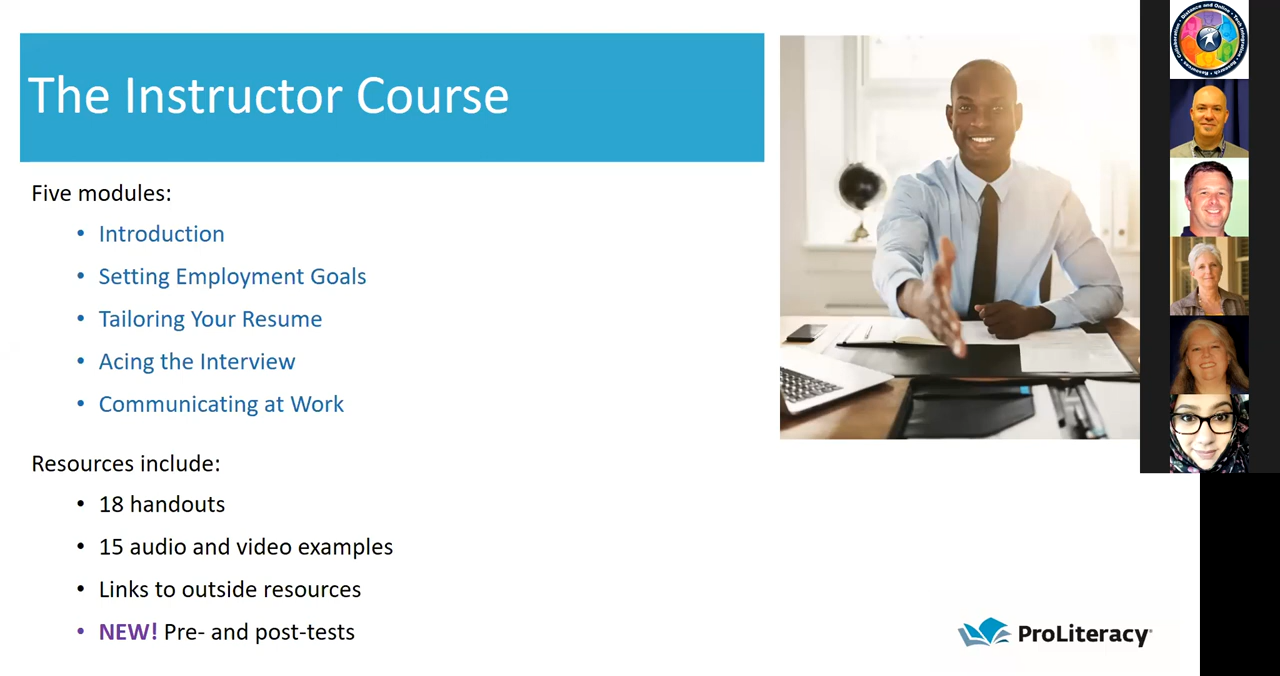 The Instructor Course
Five modules:
• Introduction
• Setting Employment Goals
• Tailoring Your Resume
• Acing the Interview
• Communicating at Work
Resources include:
• 18 handouts
• 15 audio and video examples
• Links to outside resources
• NEW! Pre- and post-tests
ProLiteracy